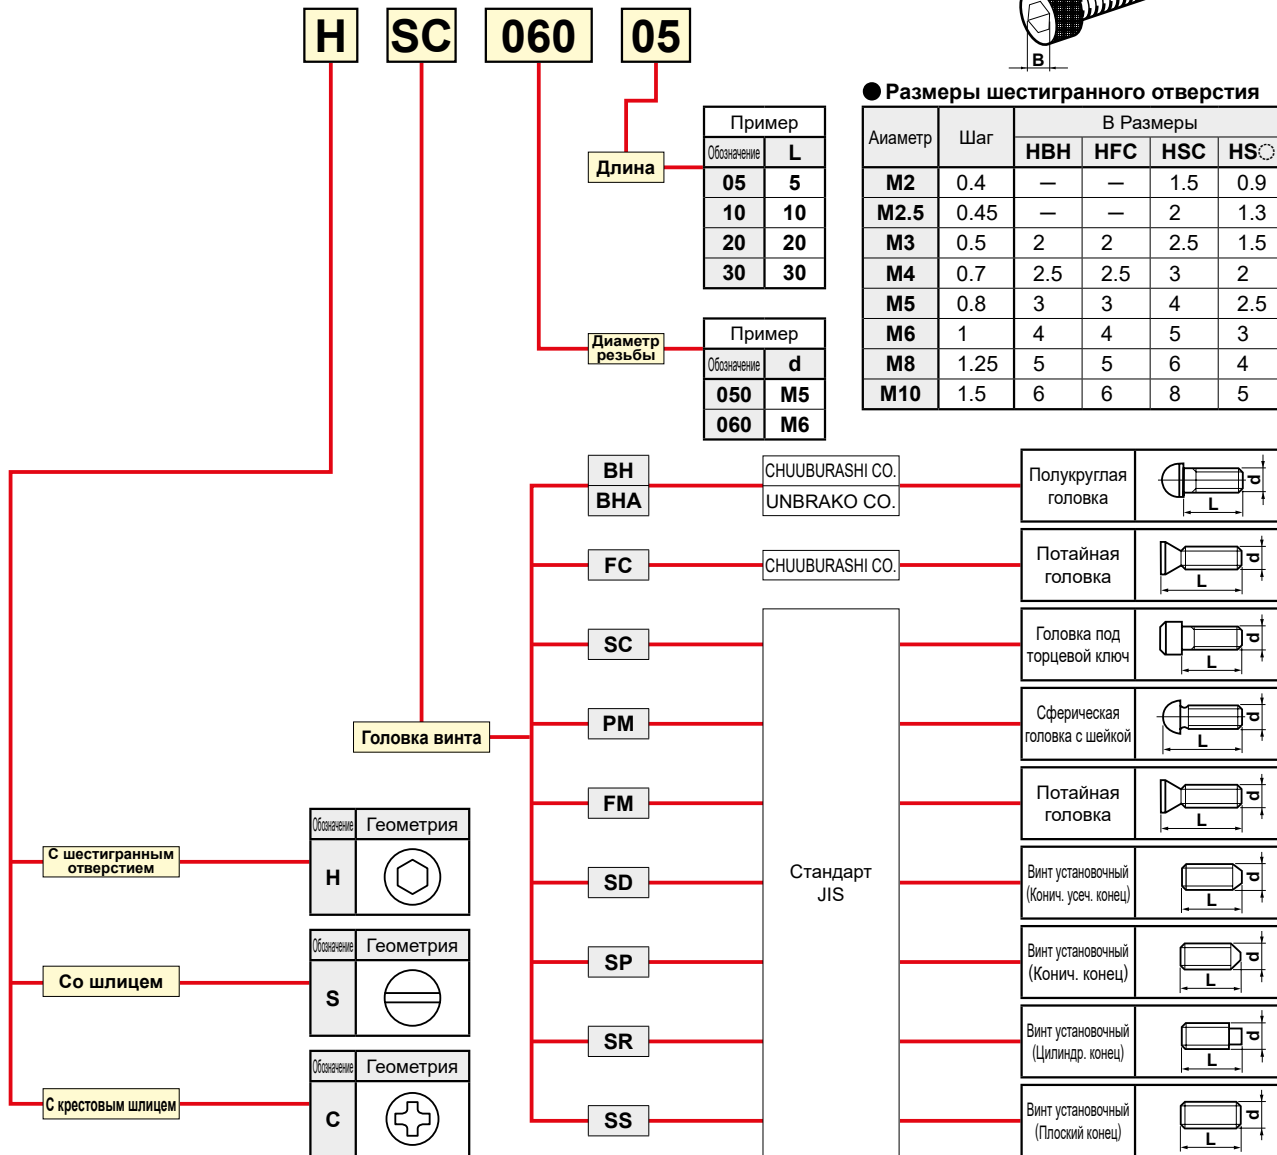 H SC 060 05
B
● Размеры шестигранного отверстия
Аиаметр Шаг В Размеры
HBH HFC HSC HS◌
M2 0.4 — — 1.5 0.9
M2.5 0.45 — — 2 1.3
M3 0.5 2 2 2.5 1.5
M4 0.7 2.5 2.5 3 2
M5 0.8 3 3 4 2.5
M6 1 4 4 5 3
M8 1.25 5 5 6 4
M10 1.5 6 6 8 5
Длина
Пример
Обозначение L
05 5
10 10
20 20
30 30
Диаметр
резьбы
Пример
Обозначение d
050 M5
060 M6
Головка винта
BH CHUUBURASHI CO.
BHA UNBRAKO CO.
Полукруглая
головка
L d
FC CHUUBURASHI CO.
Потайная
головка
L d
SC
Головка под
торцевой ключ
L d
PM
Сферическая
головка с шейкой
L d
FM
Потайная
головка
L d
Стандарт
JIS
SD
Винт установочный
(Конич. усеч. конец)
L d
SP
Винт установочный
(Конич. конец)
L d
SR
Винт установочный
(Цилиндр. конец)
L d
SS
Винт установочный
(Плоский конец)
L d
С шестигранным
отверстием
Обозначение Геометрия
H
Со шлицем
Обозначение Геометрия
S
С крестовым шлицем
Обозначение Геометрия
C